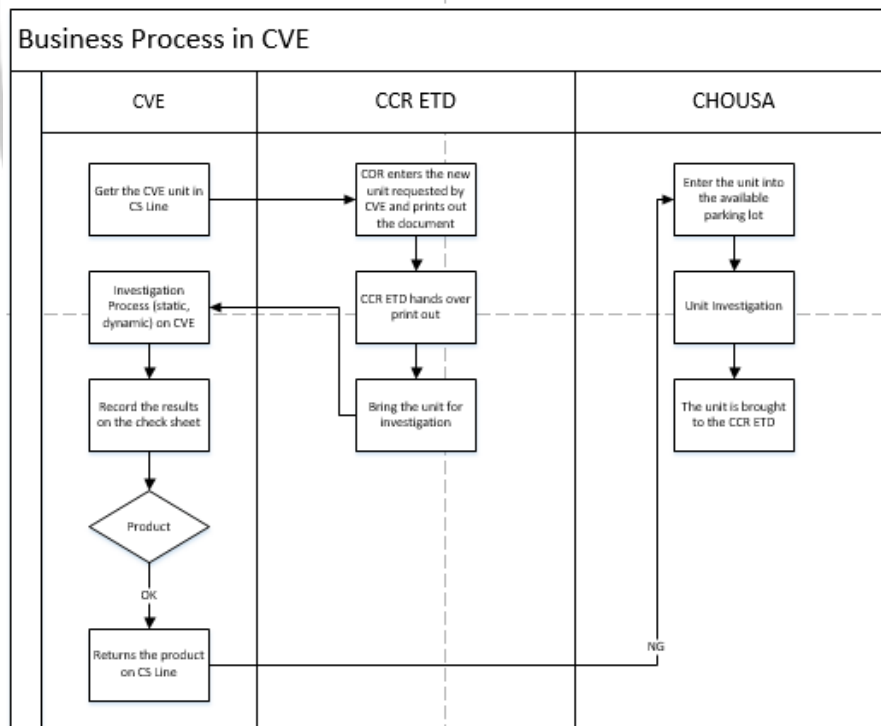 Business Process in CVE
CVE
CCR ETD
CHOUSA
Getr the CVE unit in
CS Line
COR enters the new
unit requested by
CVE and prints out
the document
Enter the unit into
the available
parking lot
Investigation
Process (static,
dynamic) on CVE
CCR ETD hands over
print out
Unit Investigation
Record the results
on the check sheet
Bring the unit for
investigation
The unit is brought
to the CCR ETD
Product
OK
Returns the product
on CS Line
NG